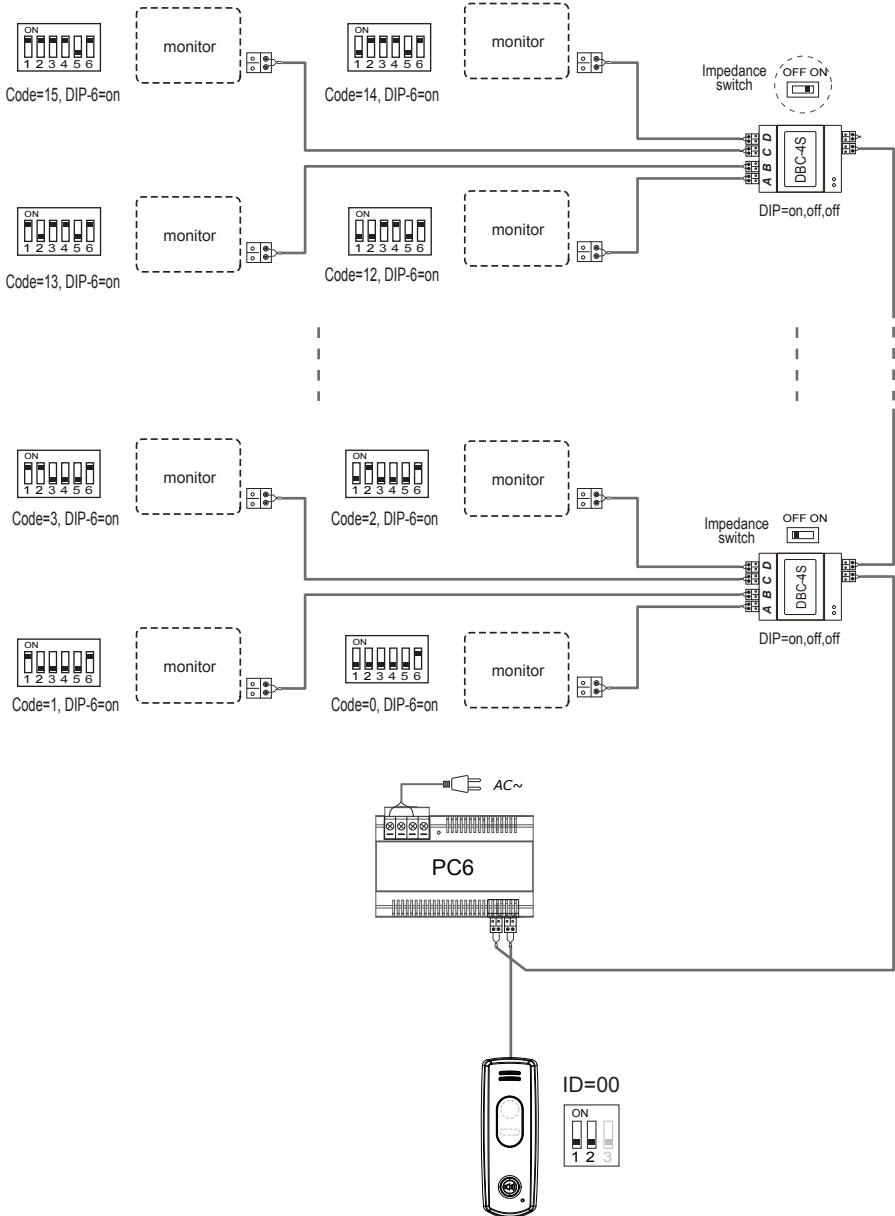 ON
1 2 3 4 5 6
monitor
Code=15, DIP-6=on
ON
1 2 3 4 5 6
monitor
Code=14, DIP-6=on
Impedance
switch
OFF ON
A B C D
DBC-4S
DIP=on,off,off
ON
1 2 3 4 5 6
monitor
Code=13, DIP-6=on
ON
1 2 3 4 5 6
monitor
Code=12, DIP-6=on
ON
1 2 3 4 5 6
monitor
Code=3, DIP-6=on
ON
1 2 3 4 5 6
monitor
Code=2, DIP-6=on
Impedance
switch
OFF ON
A B C D
DBC-4S
DIP=on,off,off
ON
1 2 3 4 5 6
monitor
Code=1, DIP-6=on
ON
1 2 3 4 5 6
monitor
Code=0, DIP-6=on
AC~
PC6
ID=00
ON
1 2 3